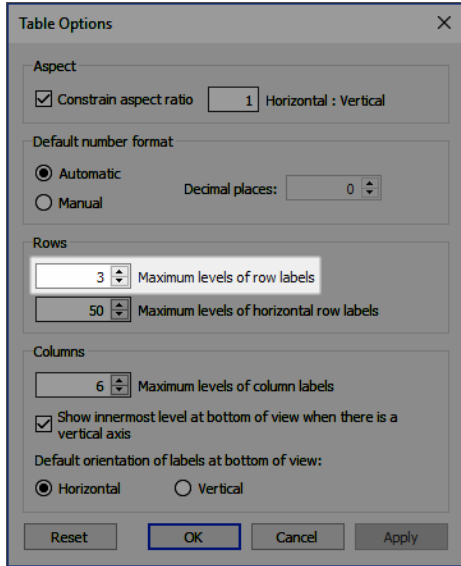 Table Options
Aspect
Constrain aspect ratio 1 Horizontal : Vertical
Default number format
Automatic
Decimal places: 0
Manual
Rows
3 Maximum levels of row labels
50 Maximum levels of horizontal row labels
Columns
6 Maximum levels of column labels
Show innermost level at bottom of view when there is a
vertical axis
Default orientation of labels at bottom of view:
Horizontal Vertical
Reset OK Cancel Apply